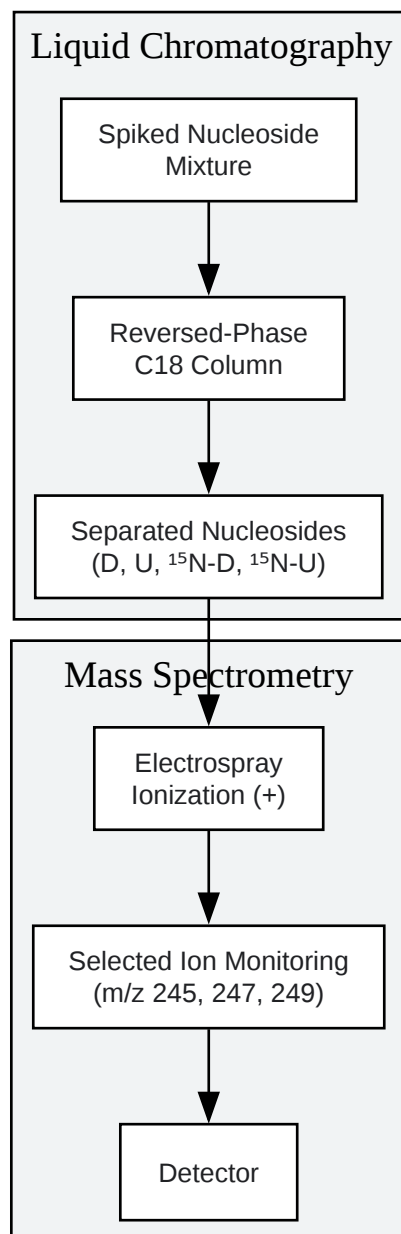 Liquid Chromatography
Spiked Nucleoside
Mixture
Reversed-Phase
C18 Column
Separated Nucleosides
(D, U, ¹⁵N-D, ¹⁵N-U)
Mass Spectrometry
Electrospray
Ionization (+)
Selected Ion Monitoring
(m/z 245, 247, 249)
Detector